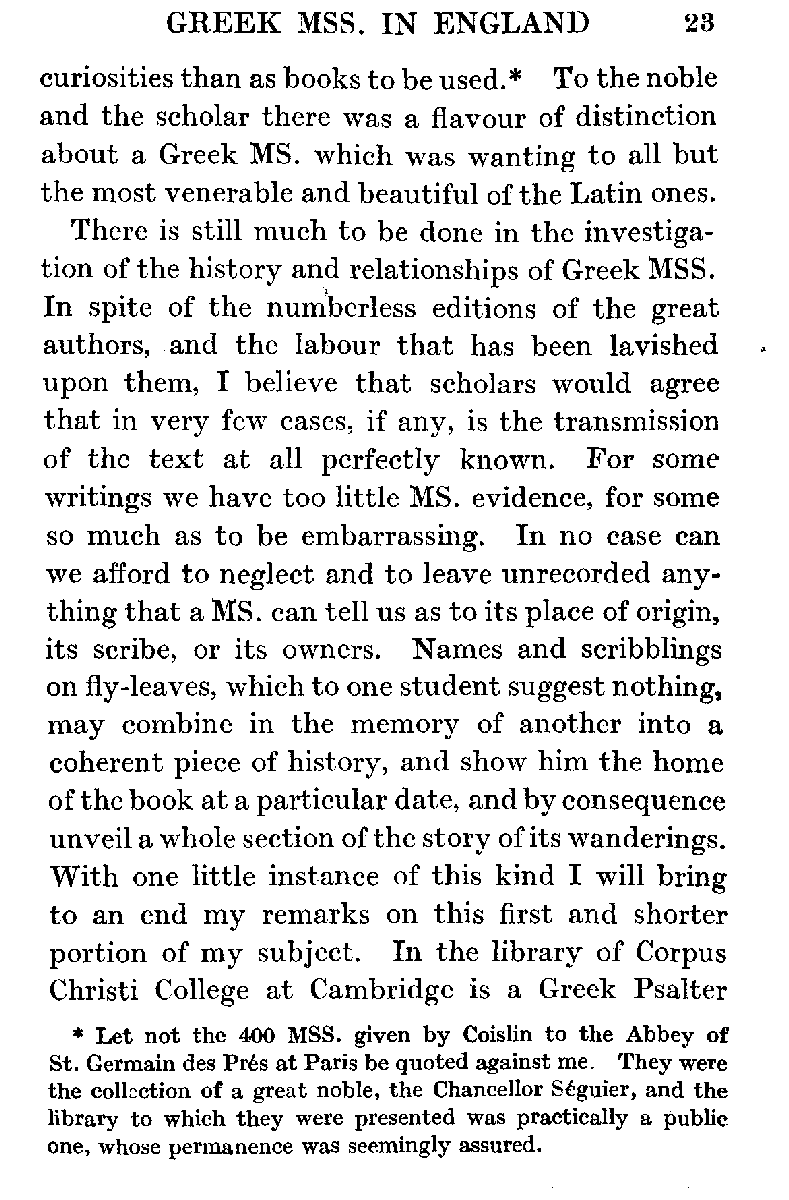 GREEK MSS. IN ENGLAND 23
curiosities than as books to be used.* To the noble
and the scholar there was a flavour of distinction
about a Greek MS. which was wanting to all but
the most venerable and beautiful of the Latin ones.
There is still much to be done in the investiga-
tion of the history and relationships of Greek MSS.
In spite of the numberless editions of the great
authors, and the labour that has been lavished
upon them, I believe that scholars would agree
that in very few cases, if any, is the transmission
of the text at all perfectly known. For some
writings we have too little MS. evidence, for some
so much as to be embarrassing. In no case can
we afford to neglect and to leave unrecorded any-
thing that a MS. can tell us as to its place of origin,
its scribe, or its owners. Names and scribblings
on fly-leaves, which to one student suggest nothing,
may combine in the memory of another into a
coherent piece of history, and show him the home
of the book at a particular date, and by consequence
unveil a whole section of the story of its wanderings.
With one little instance of this kind I will bring
to an end my remarks on this first and shorter
portion of my subject. In the library of Corpus
Christi College at Cambridge is a Greek Psalter
* Let not the 400 MSS. given by Coislin to the Abbey of
St. Germain des Prés at Paris be quoted against me. They were
the collection of a great noble, the Chancellor Séguier, and the
library to which they were presented was practically a public
one, whose permanence was seemingly assured.